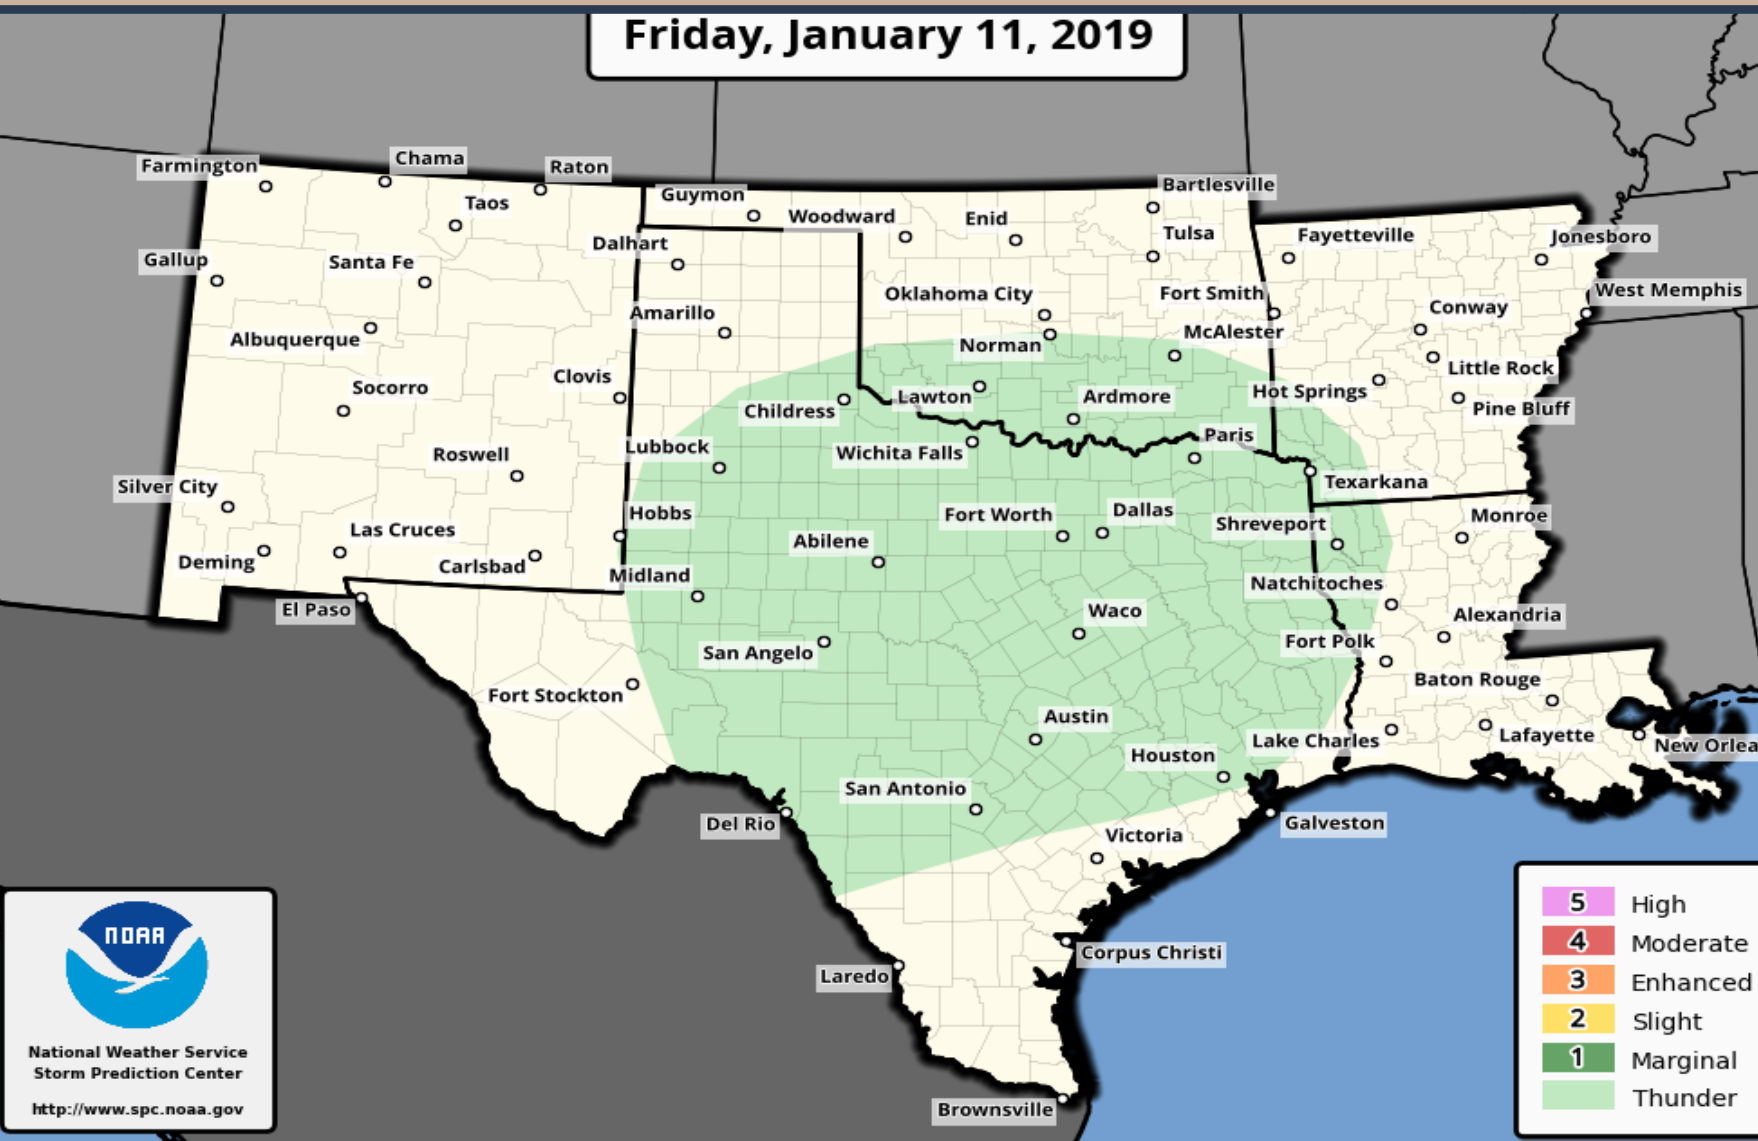 Friday, January 11, 2019
Farmington
Chama
Raton
Taos
Guymon
Woodward
Enid
Bartlesville
Tulsa
Fayetteville
Jonesboro
Gallup
Santa Fe
Dalhart
Oklahoma City
Fort Smith
West Memphis
Albuquerque
Amarillo
Norman
McAlester
Conway
Little Rock
Socorro
Clovis
Childress
Lawton
Ardmore
Hot Springs
Pine Bluff
Roswell
Lubbock
Wichita Falls
Paris
Texarkana
Silver City
Las Cruces
Hobbs
Fort Worth
Dallas
Shreveport
Monroe
Deming
Carlsbad
Midland
Abilene
Natchitoches
El Paso
San Angelo
Waco
Fort Polk
Alexandria
Fort Stockton
Austin
Baton Rouge
Houston
Lake Charles
Lafayette
New Orlea
San Antonio
Del Rio
Victoria
Galveston
Laredo
Corpus Christi
Brownsville
NOAA
National Weather Service
Storm Prediction Center
http://www.spc.noaa.gov
5 High
4 Moderate
3 Enhanced
2 Slight
1 Marginal
Thunder